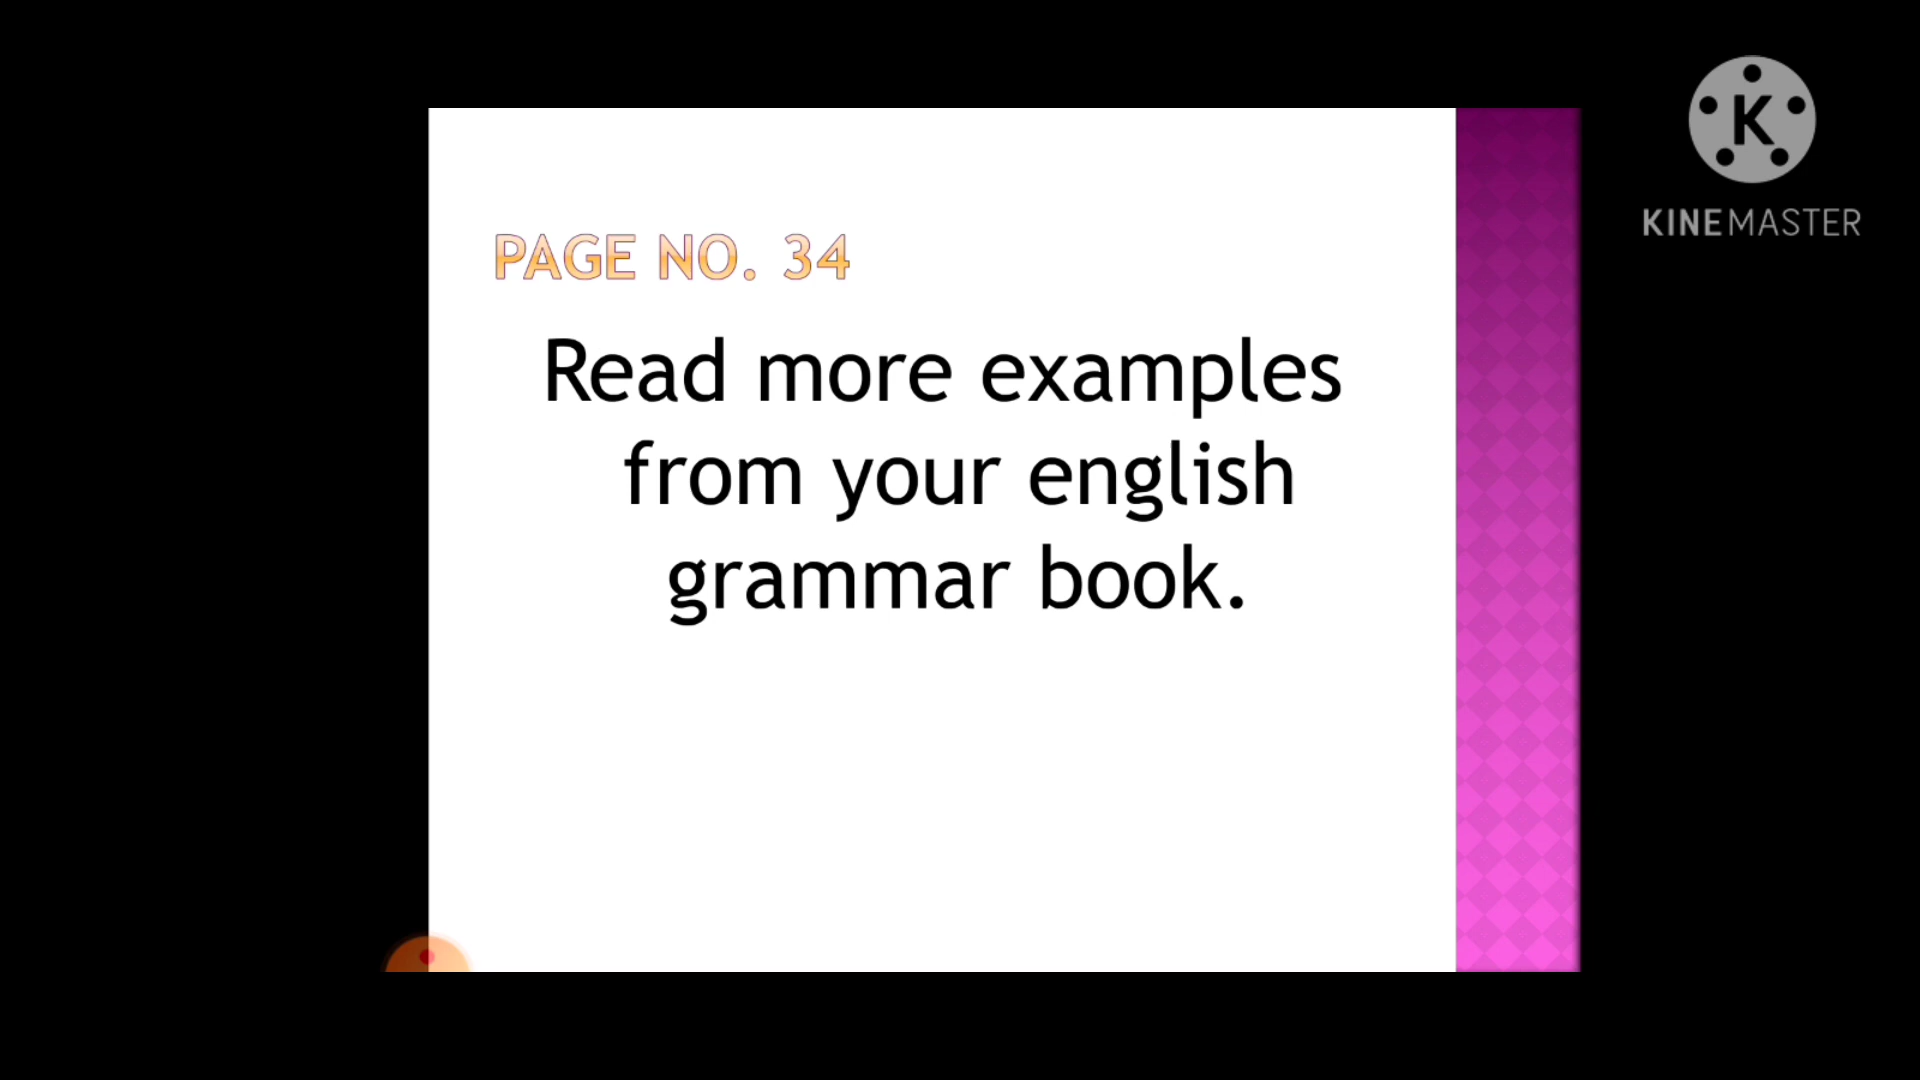 PAGE NO. 34
Read more examples
from your english
grammar book.
K
KINEMASTER